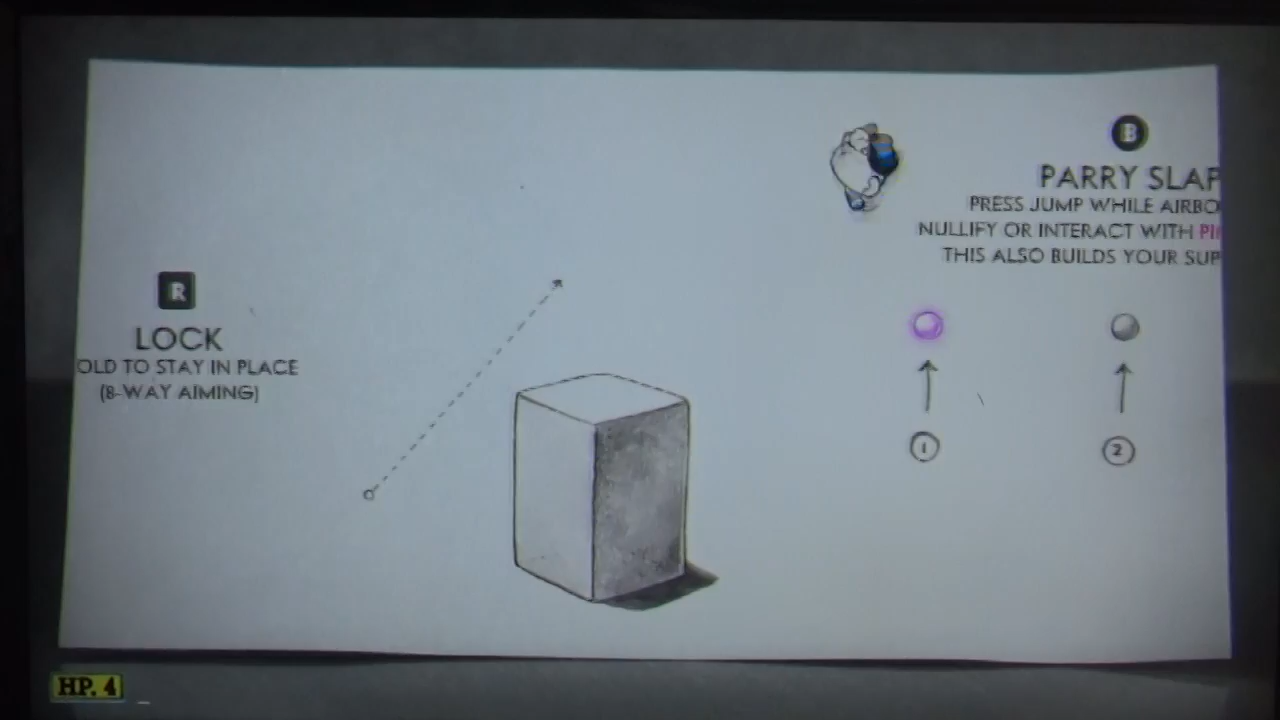 R
LOCK
OLD TO STAY IN PLACE
(8-WAY AIMING)
B
PARRY SLAP
PRESS JUMP WHILE AIRBO
NULLIFY OR INTERACT WITH PI
THIS ALSO BUILDS YOUR SUP
1
2
HP. 4